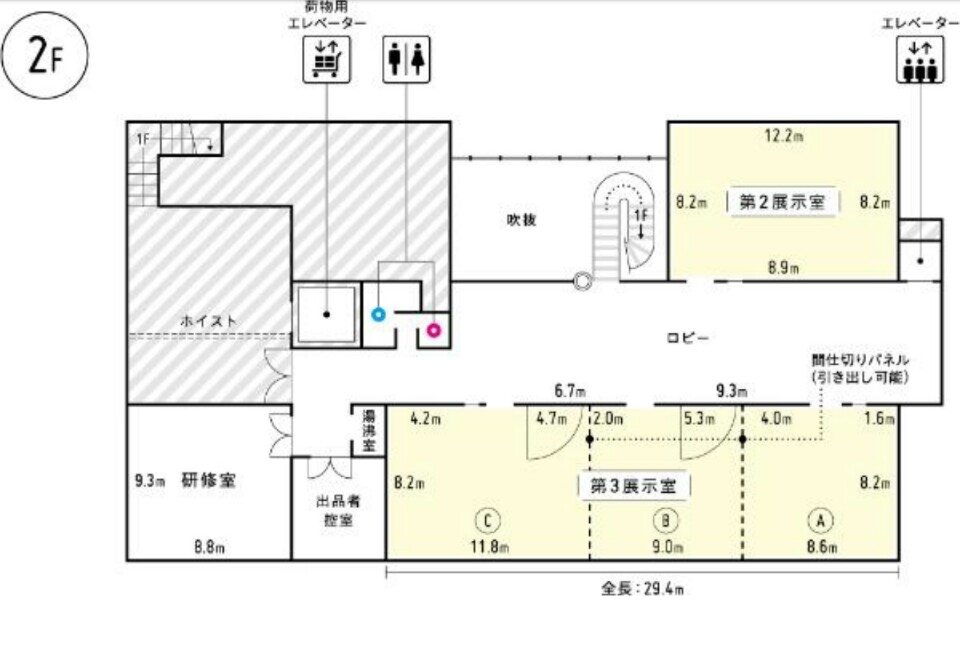 2F
荷物用
エレベーター
エレベーター
1F
12.2m
8.2m
第2展示室
8.2m
吹抜
1F
8.9m
ホイスト
ロビー
間仕切りパネル
(引き出し可能)
6.7m
9.3m
4.2m
4.7m
2.0m
5.3m
4.0m
1.6m
湯沸室
9.3m
研修室
8.2m
第3展示室
8.2m
出品者
控室
C
B
A
8.8m
11.8m
9.0m
8.6m
全長：29.4m